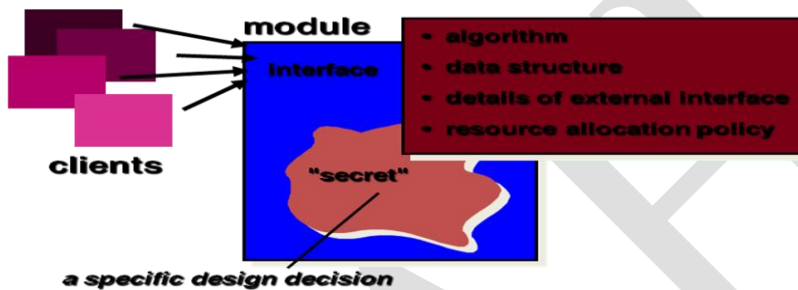 module
• algorithm
interface
• data structure
• details of external interface
• resource allocation policy
clients
"secret"
a specific design decision